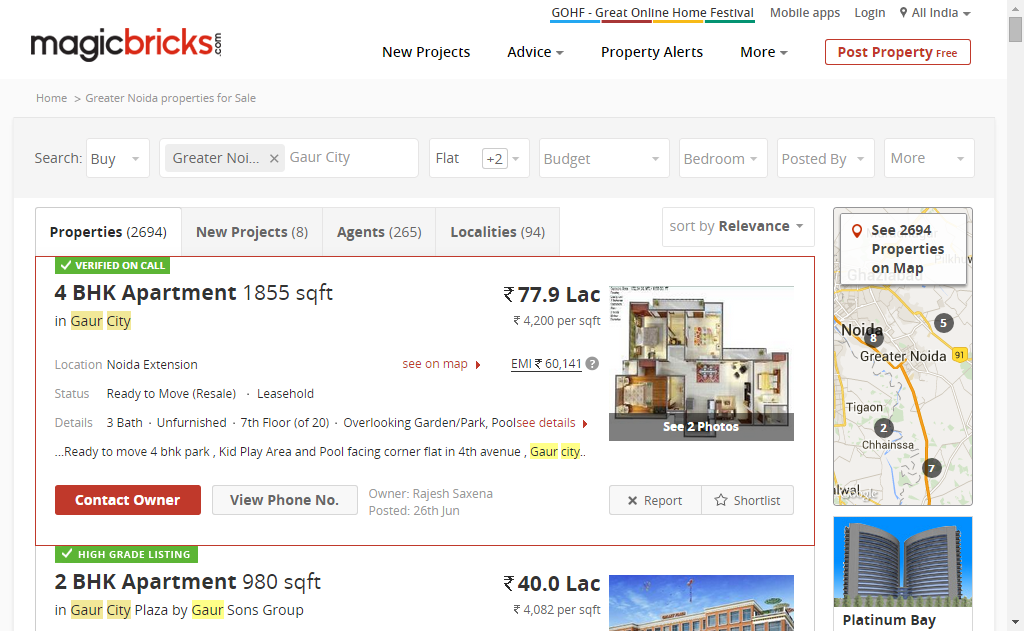 GOHF - Great Online Home Festival Mobile apps Login All India
magicbricks.com
New Projects Advice Property Alerts More Post Property Free
Home > Greater Noida properties for Sale
Search: Buy Greater Noi... × Gaur City Flat +2 Budget Bedroom Posted By More
Properties (2694) New Projects (8) Agents (265) Localities (94) sort by Relevance
VERIFIED ON CALL
4 BHK Apartment 1855 sqft
₹ 77.9 Lac
in Gaur City
₹ 4,200 per sqft
Location Noida Extension see on map EMI ₹ 60,141 ?
Status Ready to Move (Resale) · Leasehold
Details 3 Bath · Unfurnished · 7th Floor (of 20) · Overlooking Garden/Park, Poolsee details
...Ready to move 4 bhk park , Kid Play Area and Pool facing corner flat in 4th avenue , Gaur city..
See 2 Photos
Contact Owner View Phone No. Owner: Rajesh Saxena
Posted: 26th Jun
Report Shortlist
HIGH GRADE LISTING
2 BHK Apartment 980 sqft
₹ 40.0 Lac
in Gaur City Plaza by Gaur Sons Group
₹ 4,082 per sqft
See 2694
Properties
on Map
Ghaziabad
Noida
8
5
Greater Noida
91
Tigaon
2
Chhainssa
7
Platinum Bay